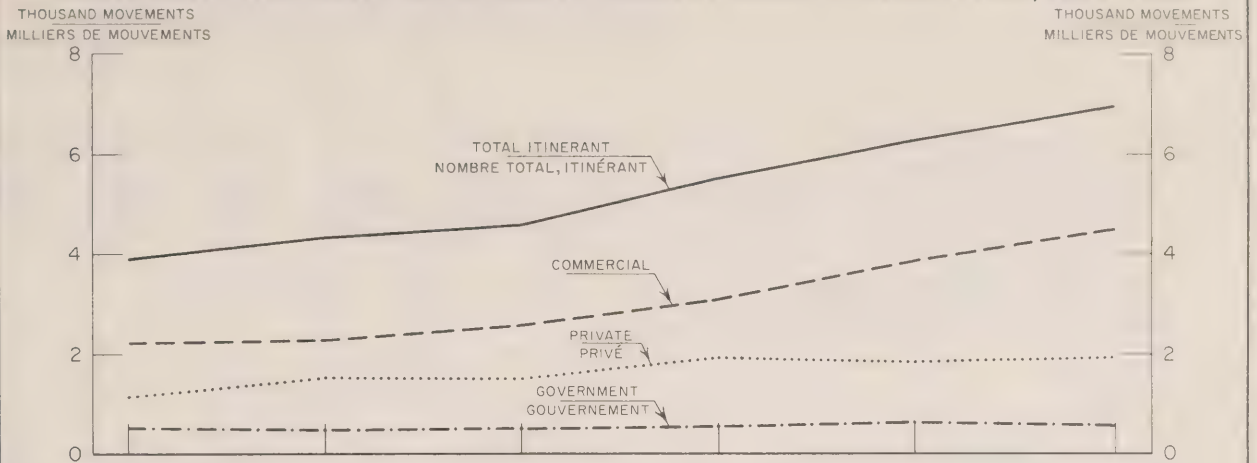 THOUSAND MOVEMENTS
MILLIERS DE MOUVEMENTS
THOUSAND MOVEMENTS
MILLIERS DE MOUVEMENTS
8
8
TOTAL ITINERANT
NOMBRE TOTAL, ITINÉRANT
6
6
4
4
COMMERCIAL
PRIVATE
PRIVÉ
2
2
GOVERNMENT
GOUVERNEMENT
0
0